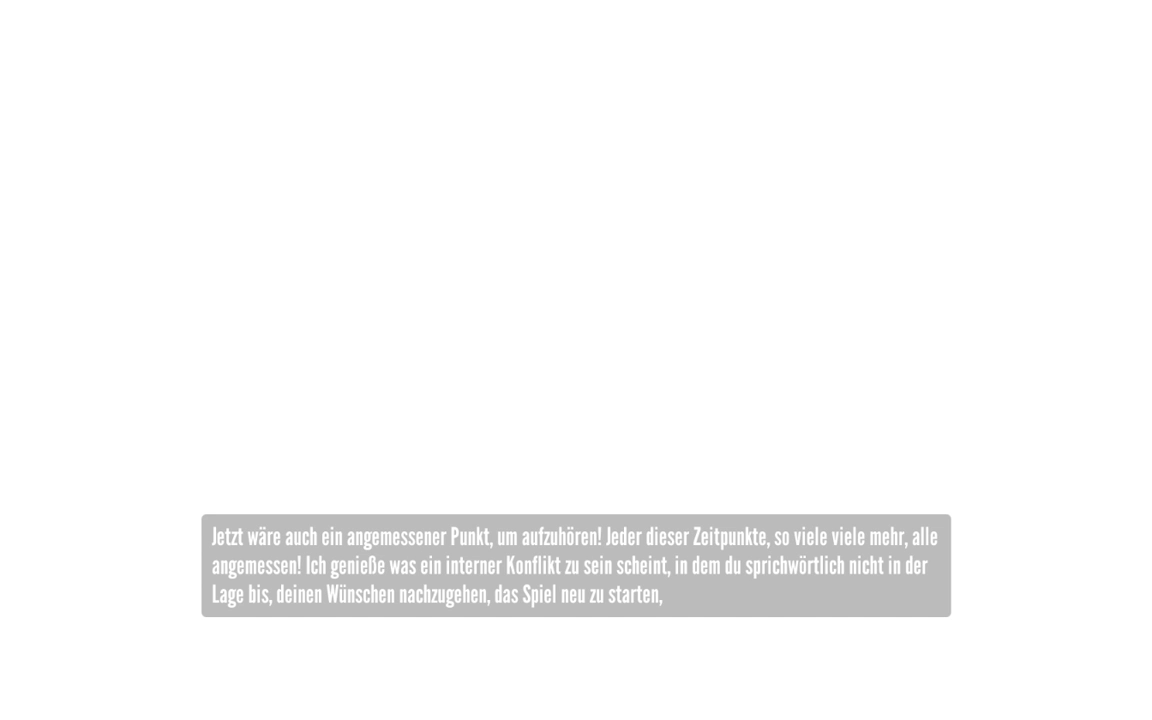 Jetzt wäre auch ein angemessener Punkt, um aufzuhören! Jeder dieser Zeitpunkte, so viele viele mehr, alle
angemessen! Ich genieße was ein interner Konflikt zu sein scheint, in dem du sprichwörtlich nicht in der
Lage bis, deinen Wünschen nachzugehen, das Spiel neu zu starten,